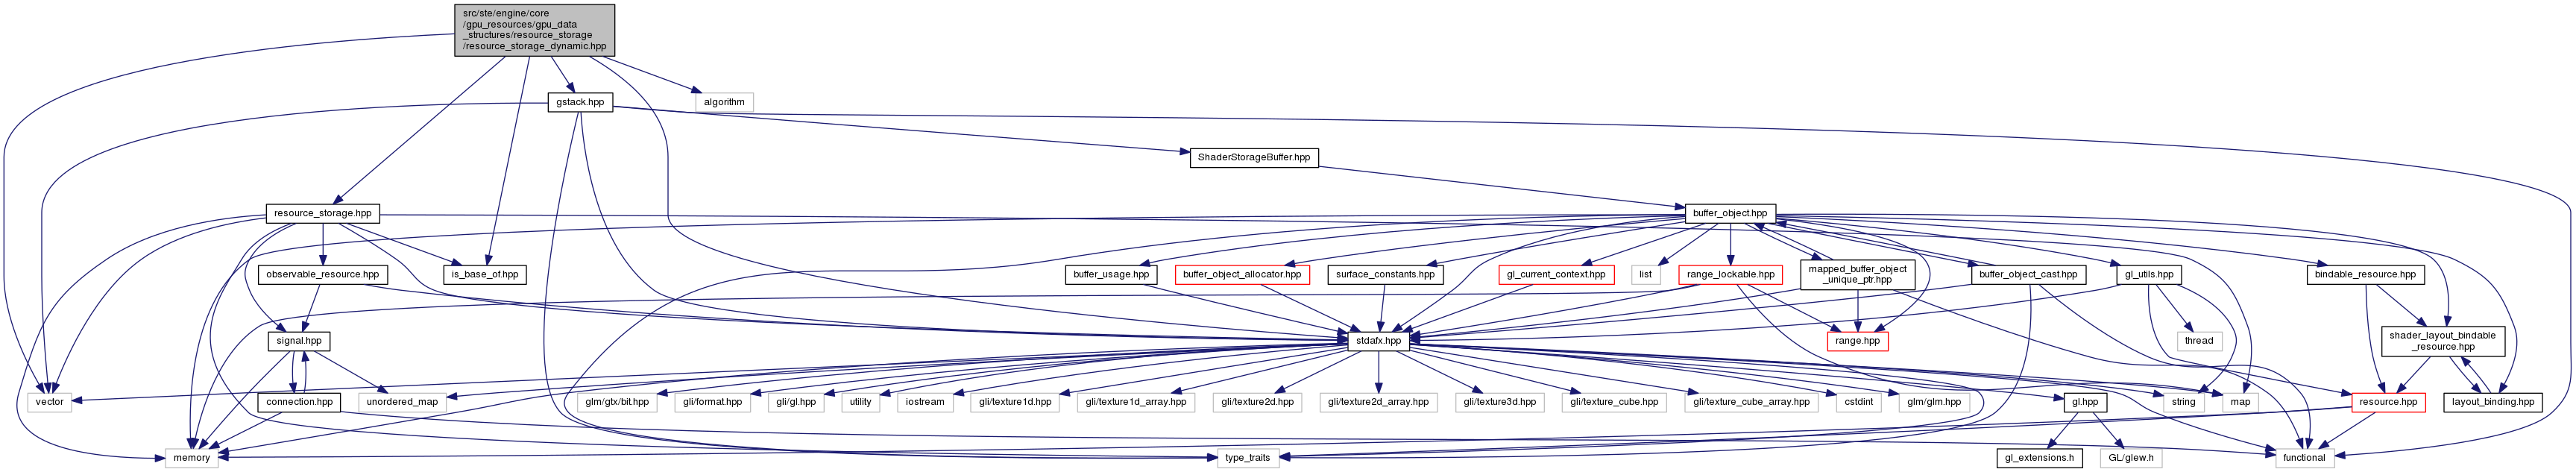 src/ste/engine/core
/gpu_resources/gpu_data
_structures/resource_storage
/resource_storage_dynamic.hpp
gstack.hpp
algorithm
ShaderStorageBuffer.hpp
resource_storage.hpp
buffer_object.hpp
observable_resource.hpp
is_base_of.hpp
buffer_usage.hpp
buffer_object_allocator.hpp
surface_constants.hpp
gl_current_context.hpp
list
range_lockable.hpp
mapped_buffer_object
_unique_ptr.hpp
buffer_object_cast.hpp
gl_utils.hpp
bindable_resource.hpp
signal.hpp
stdafx.hpp
range.hpp
thread
shader_layout_bindable
_resource.hpp
vector
connection.hpp
unordered_map
glm/gtx/bit.hpp
gli/format.hpp
gli/gl.hpp
utility
iostream
gli/texture1d.hpp
gli/texture1d_array.hpp
gli/texture2d.hpp
gli/texture2d_array.hpp
gli/texture3d.hpp
gli/texture_cube.hpp
gli/texture_cube_array.hpp
cstdint
glm/glm.hpp
gl.hpp
string
map
resource.hpp
layout_binding.hpp
memory
type_traits
gl_extensions.h
GL/glew.h
functional